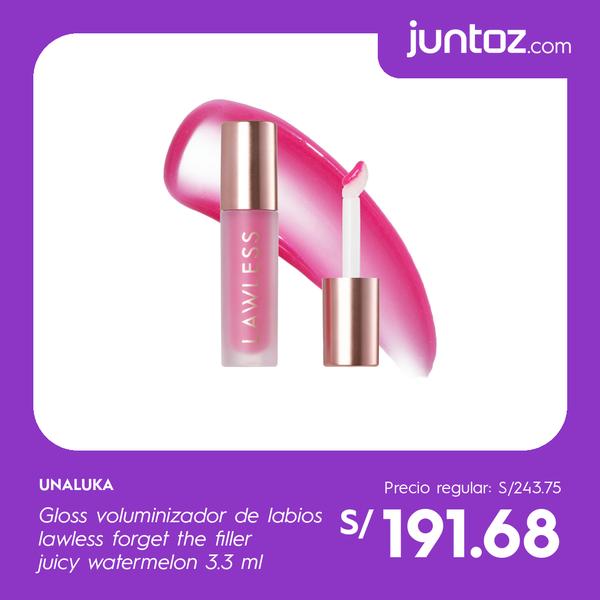 juntoz.com
LAWLESS
UNALUKA
Gloss voluminizador de labios
lawless forget the filler
juicy watermelon 3.3 ml
Precio regular: S/243.75
S/191.68